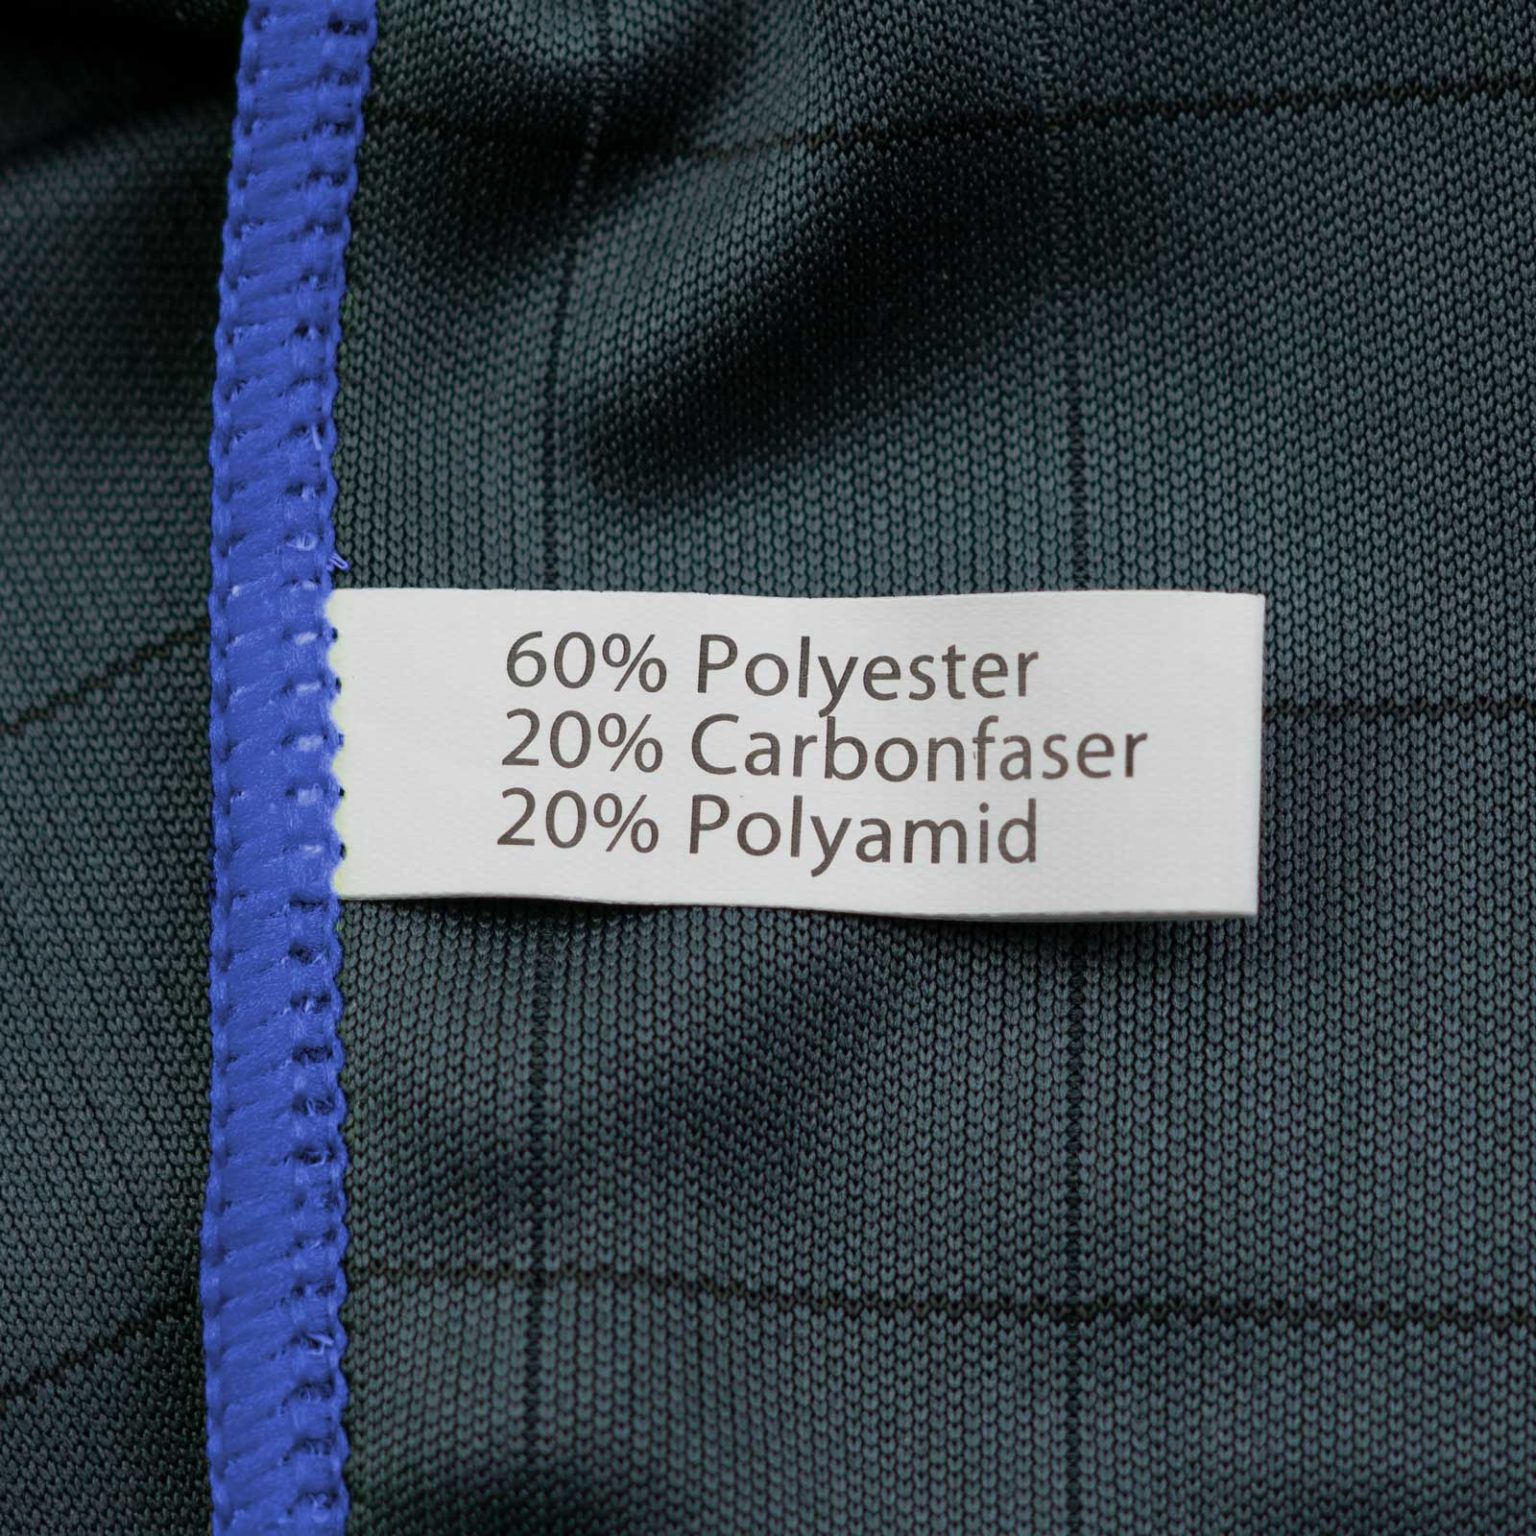 60% Polyester
20% Carbonfaser
20% Polyamid